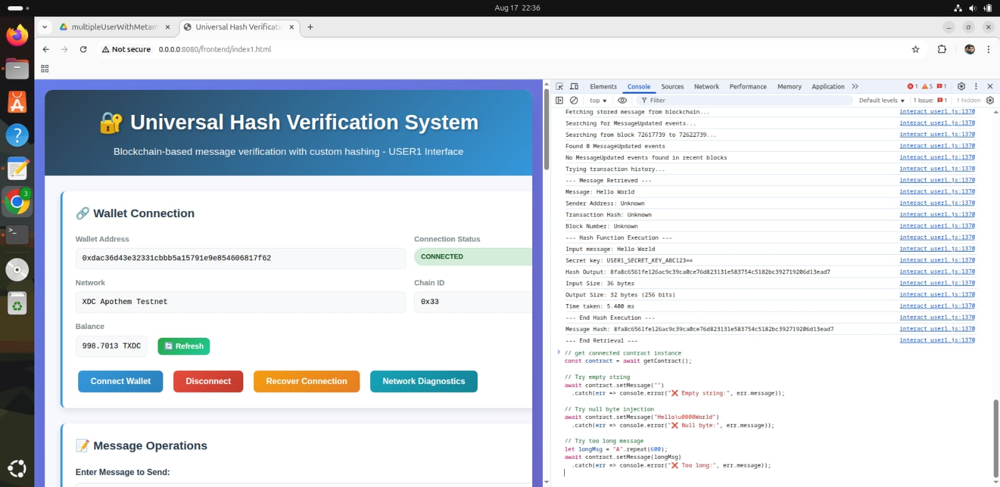 Aug 17 22:36
multipleUserWithMetam
Universal Hash Verificati
Not secure 0.0.0.0:8080/frontend/index1.html
🔐 Universal Hash Verification System
Blockchain-based message verification with custom hashing - USER1 Interface
🔗 Wallet Connection
Wallet Address
0xdac36d43e32331cbbb5a15791e9e854606817f62
Connection Status
CONNECTED
Network
XDC Apothem Testnet
Chain ID
0x33
Balance
998.7013 TXDC
Refresh
Connect Wallet
Disconnect
Recover Connection
Network Diagnostics
📝 Message Operations
Enter Message to Send:
Elements Console Sources Network Performance Memory Application
1 5 1
top Filter Default levels 1 Issue: 1 1 hidden
Fetching stored message from blockchain... interact_user1.js:1370
Searching for MessageUpdated events... interact_user1.js:1370
Searching from block 72617739 to 72622739... interact_user1.js:1370
Found 0 MessageUpdated events interact_user1.js:1370
No MessageUpdated events found in recent blocks interact_user1.js:1370
Trying transaction history... interact_user1.js:1370
--- Message Retrieved --- interact_user1.js:1370
Message: Hello World interact_user1.js:1370
Sender Address: Unknown interact_user1.js:1370
Transaction Hash: Unknown interact_user1.js:1370
Block Number: Unknown interact_user1.js:1370
--- Hash Function Execution --- interact_user1.js:1370
Input message: Hello World interact_user1.js:1370
Secret key: USER1_SECRET_KEY_ABC123== interact_user1.js:1370
Hash Output: 8fa8c6561fe126ac9c39ca0ce76d823131e583754c5182bc392719206d13ead7 interact_user1.js:1370
Input Size: 36 bytes interact_user1.js:1370
Output Size: 32 bytes (256 bits) interact_user1.js:1370
Time taken: 5.400 ms interact_user1.js:1370
--- End Hash Execution --- interact_user1.js:1370
Message Hash: 8fa8c6561fe126ac9c39ca0ce76d823131e583754c5182bc392719206d13ead7 interact_user1.js:1370
--- End Retrieval --- interact_user1.js:1370
// get connected contract instance
const contract = await getContract();
// Try empty string
await contract.setMessage("")
.catch(err => console.error("❌ Empty string:", err.message));
// Try null byte injection
await contract.setMessage("Hello\u0000World")
.catch(err => console.error("❌ Null byte:", err.message));
// Try too long message
let longMsg = "A".repeat(600);
await contract.setMessage(longMsg)
.catch(err => console.error("❌ Too long:", err.message));
3